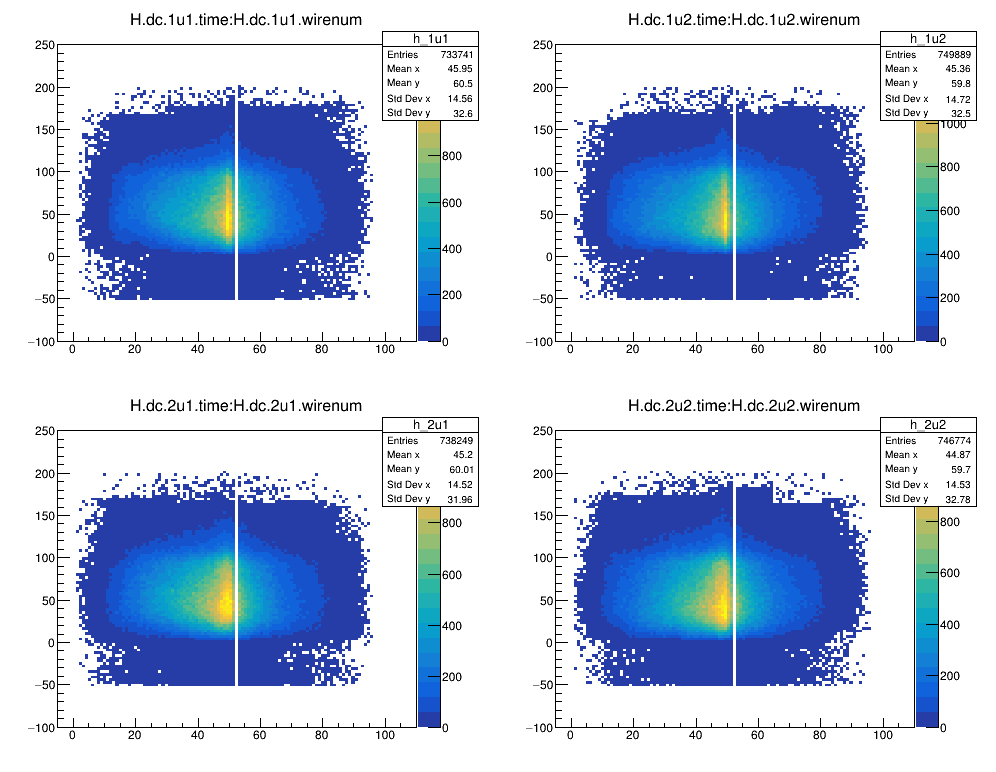 H.dc.1u1.time:H.dc.1u1.wirenum
h_1u1
Entries 733741
Mean x 45.95
Mean y 60.5
Std Dev x 14.56
Std Dev y 32.6
250
200
150
100
50
0
−50
−100
0 20 40 60 80 100
800
600
400
200
0
H.dc.1u2.time:H.dc.1u2.wirenum
h_1u2
Entries 749889
Mean x 45.36
Mean y 59.8
Std Dev x 14.72
Std Dev y 32.5
250
200
150
100
50
0
−50
−100
0 20 40 60 80 100
1000
800
600
400
200
0
H.dc.2u1.time:H.dc.2u1.wirenum
h_2u1
Entries 738249
Mean x 45.2
Mean y 60.01
Std Dev x 14.52
Std Dev y 31.96
250
200
150
100
50
0
−50
−100
0 20 40 60 80 100
800
600
400
200
0
H.dc.2u2.time:H.dc.2u2.wirenum
h_2u2
Entries 746774
Mean x 44.87
Mean y 59.7
Std Dev x 14.53
Std Dev y 32.78
250
200
150
100
50
0
−50
−100
0 20 40 60 80 100
800
600
400
200
0